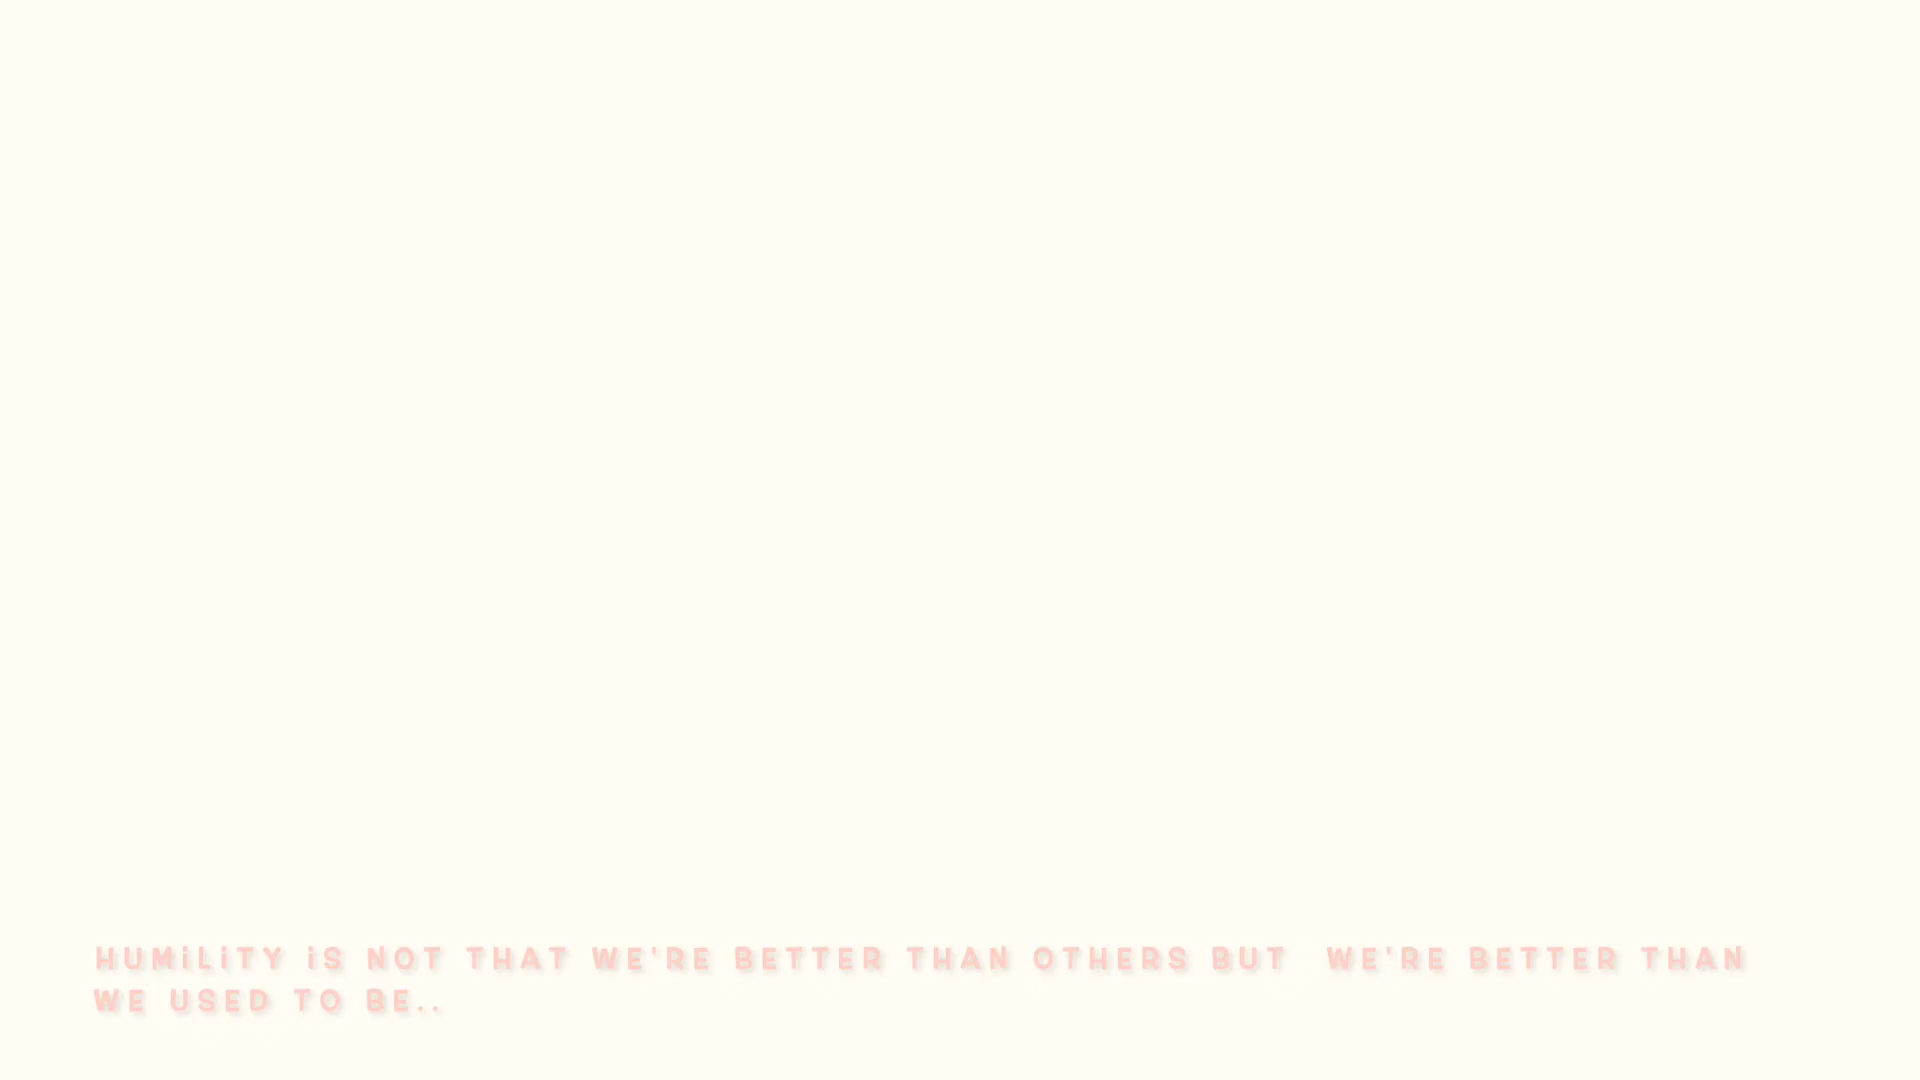 HUMiLiTY iS NOT THAT WE'RE BETTER THAN OTHERS BUT  WE'RE BETTER THAN
WE USED TO BE..